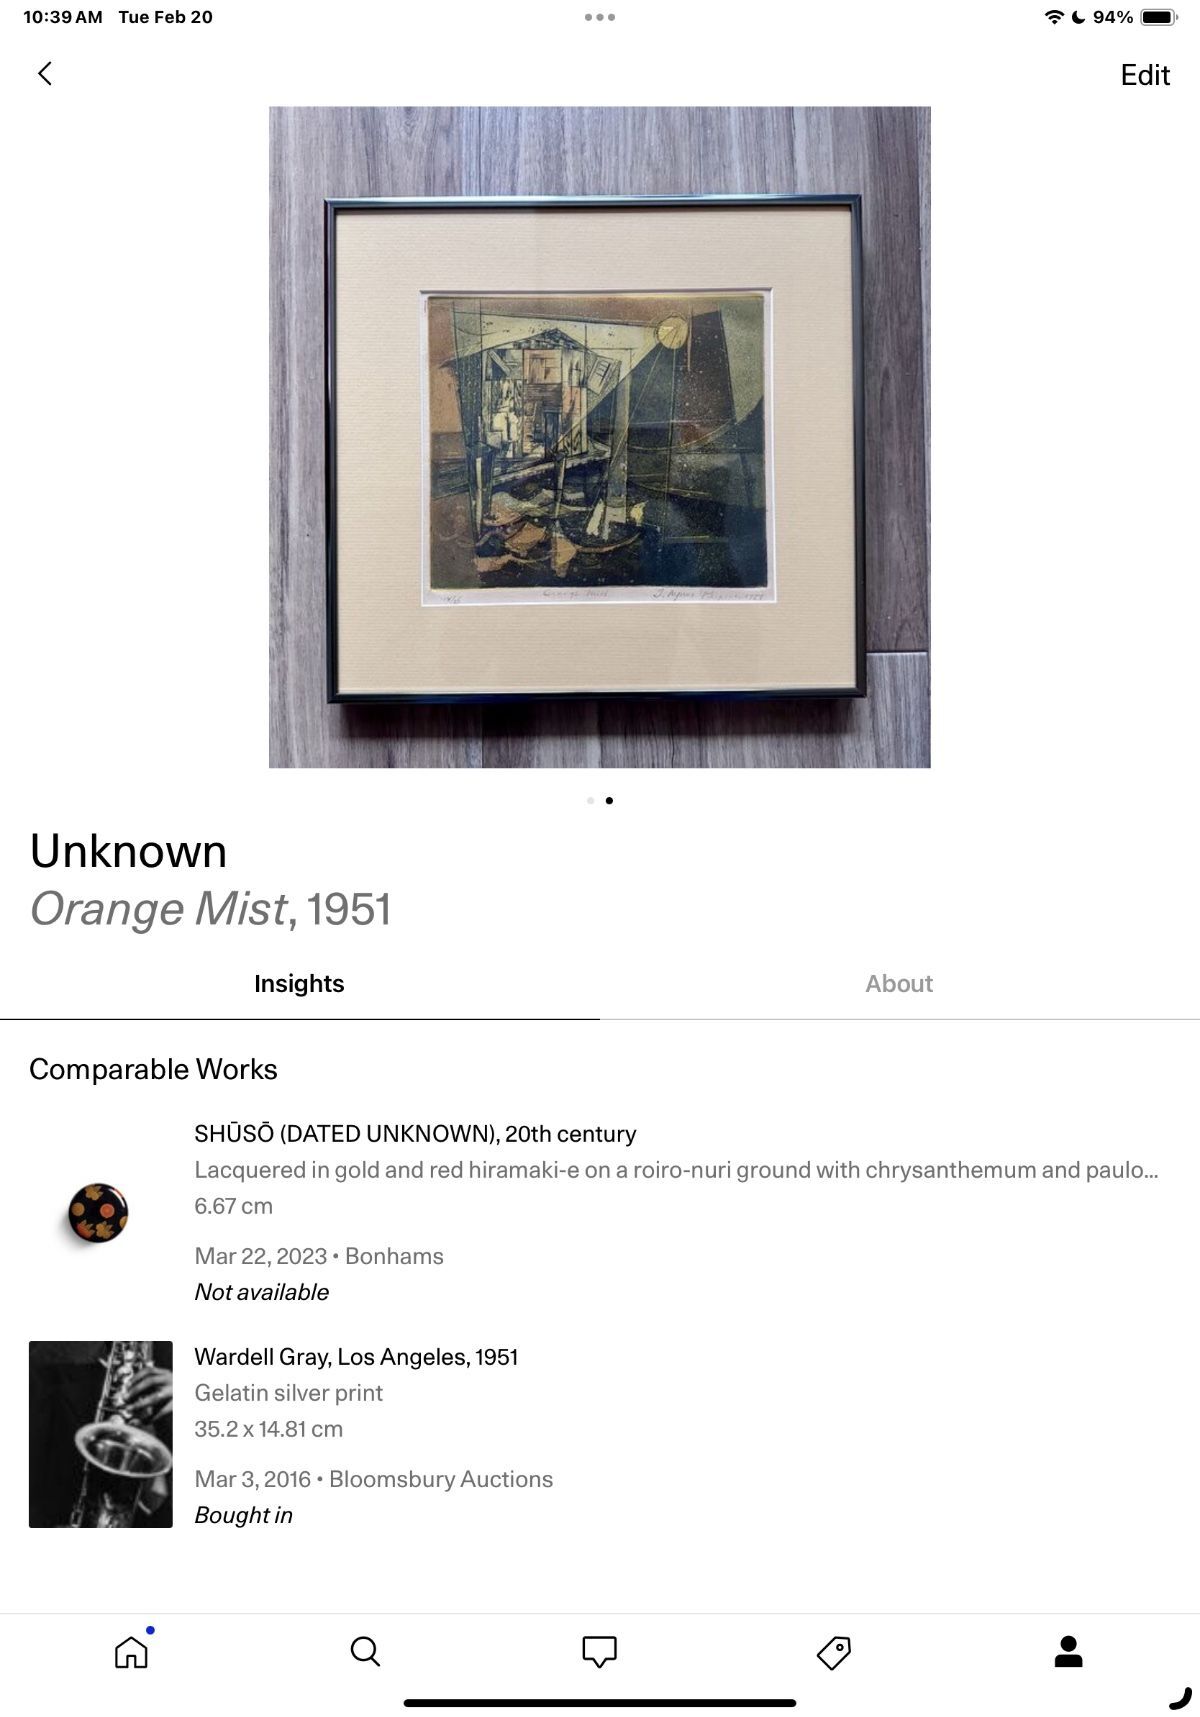 10:39 AM Tue Feb 20
94%
Edit
Orange Mist
Unknown
Orange Mist, 1951
Insights
About
Comparable Works
SHŪSŌ (DATED UNKNOWN), 20th century
Lacquered in gold and red hiramaki-e on a roiro-nuri ground with chrysanthemum and paulo...
6.67 cm
Mar 22, 2023 • Bonhams
Not available
Wardell Gray, Los Angeles, 1951
Gelatin silver print
35.2 x 14.81 cm
Mar 3, 2016 • Bloomsbury Auctions
Bought in